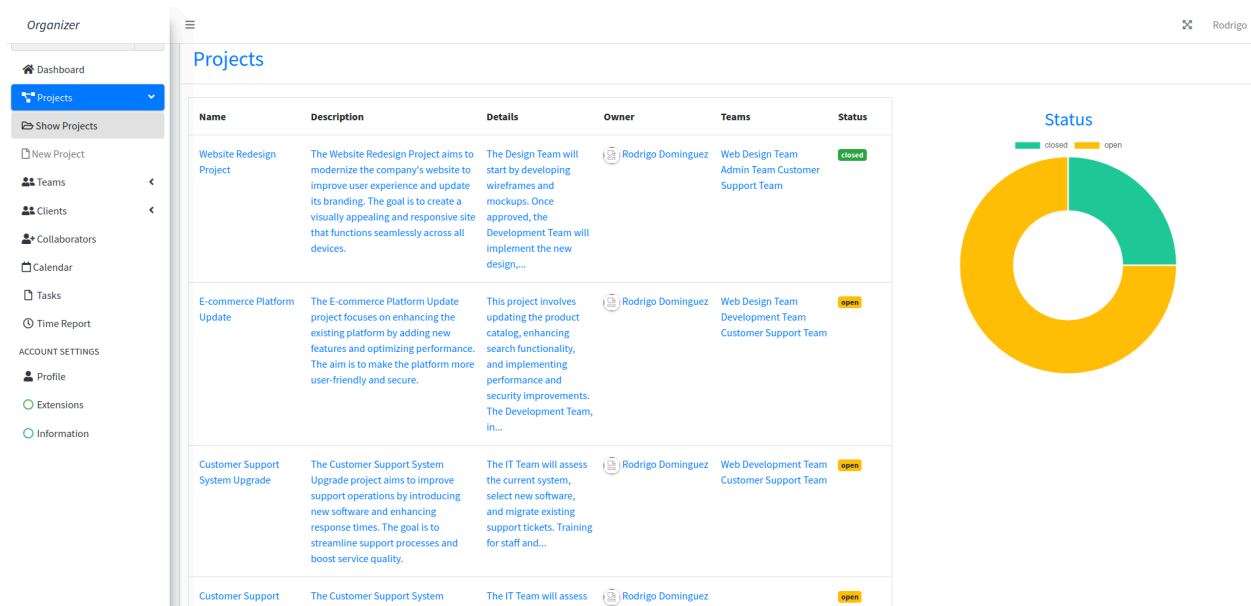 Organizer
Rodrigo
Dashboard
Projects
Show Projects
New Project
Teams
Clients
Collaborators
Calendar
Tasks
Time Report
ACCOUNT SETTINGS
Profile
Extensions
Information
Projects
Name Description Details Owner Teams Status
Website Redesign
Project
The Website Redesign Project aims to
modernize the company's website to
improve user experience and update
its branding. The goal is to create a
visually appealing and responsive site
that functions seamlessly across all
devices.
The Design Team will
start by developing
wireframes and
mockups. Once
approved, the
Development Team will
implement the new
design,...
Rodrigo Dominguez
Web Design Team
Admin Team Customer
Support Team
closed
E-commerce Platform
Update
The E-commerce Platform Update
project focuses on enhancing the
existing platform by adding new
features and optimizing performance.
The aim is to make the platform more
user-friendly and secure.
This project involves
updating the product
catalog, enhancing
search functionality,
and implementing
performance and
security improvements.
The Development Team,
in...
Rodrigo Dominguez
Web Design Team
Development Team
Customer Support Team
open
Customer Support
System Upgrade
The Customer Support System
Upgrade project aims to improve
support operations by introducing
new software and enhancing
response times. The goal is to
streamline support processes and
boost service quality.
The IT Team will assess
the current system,
select new software,
and migrate existing
support tickets. Training
for staff and...
Rodrigo Dominguez
Web Development Team
Customer Support Team
open
Customer Support
The Customer Support System
The IT Team will assess
Rodrigo Dominguez
open
Status
closed open